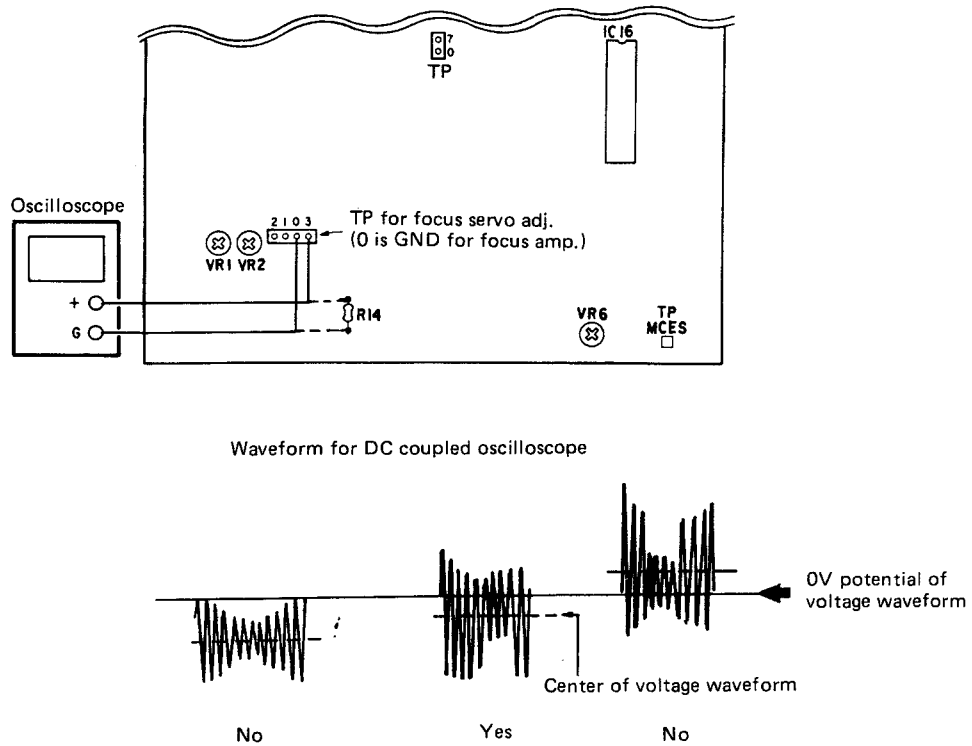 7
0
TP
IC16
Oscilloscope
+
G
2 1 0 3
TP for focus servo adj.
(0 is GND for focus amp.)
VR1 VR2
R14
VR6
TP
MCES
Waveform for DC coupled oscilloscope
0V potential of
voltage waveform
Center of voltage waveform
No
Yes
No